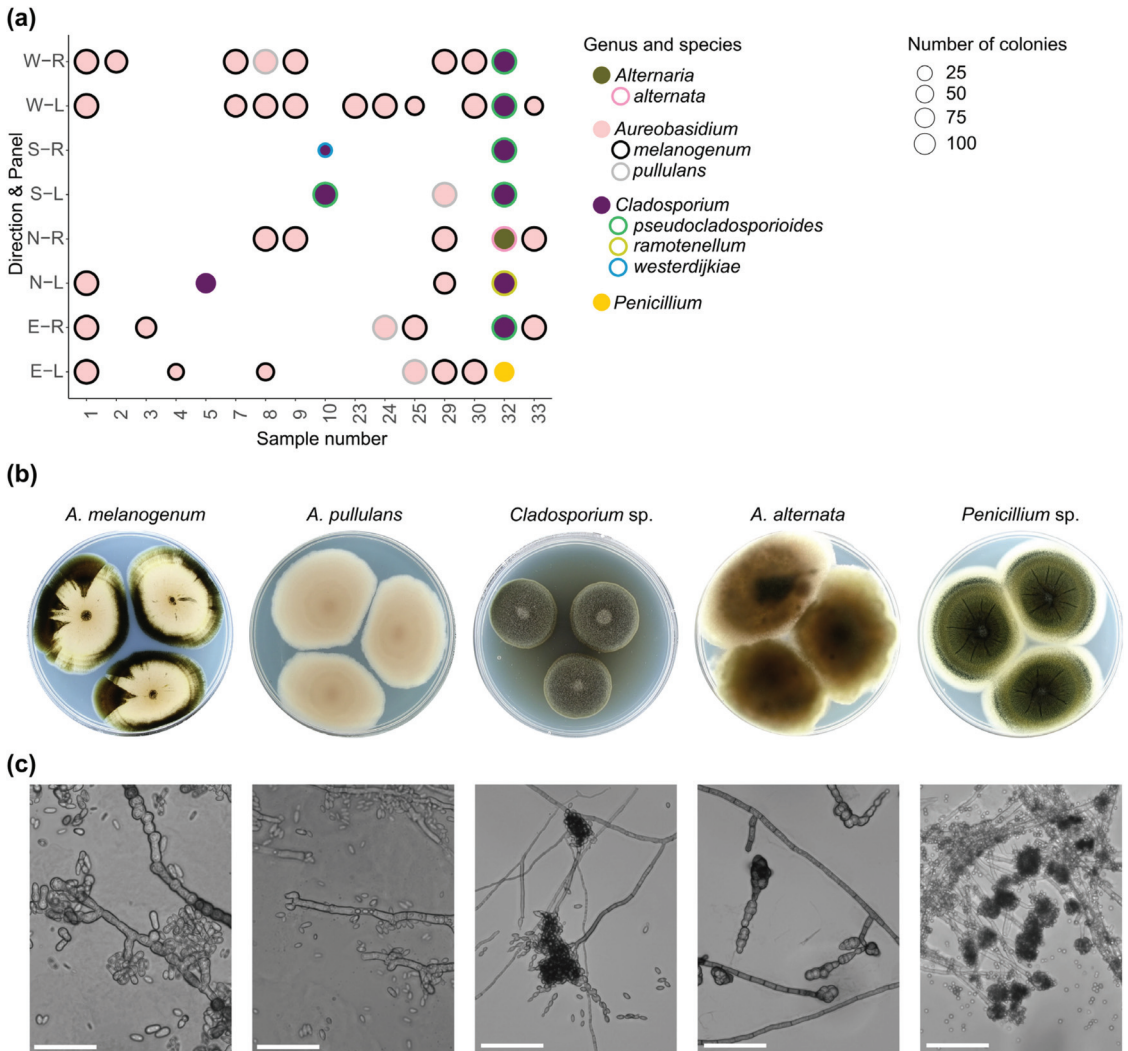 (a)
Direction & Panel
W–R
W–L
S–R
S–L
N–R
N–L
E–R
E–L
1 2 3 4 5 7 8 9 10 23 24 25 29 30 32 33
Sample number
Genus and species
Alternaria
alternata
Aureobasidium
melanogenum
pullulans
Cladosporium
pseudocladosporioides
ramotenellum
westerdijkiae
Penicillium
Number of colonies
25
50
75
100
(b)
A. melanogenum A. pullulans Cladosporium sp. A. alternata Penicillium sp.
(c)